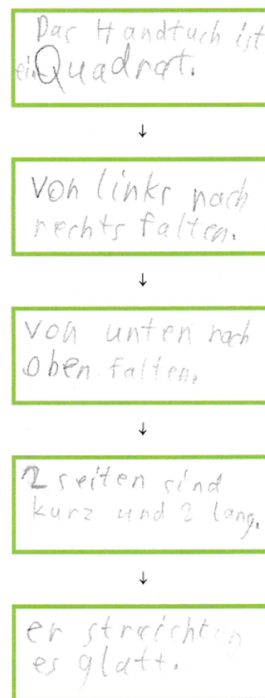 Das Handtuch ist
ein Quadrat.
von links nach
rechts falten.
von unten nach
oben falten.
2 seiten sind
kurz und 2 lang.
er streichten
es glatt.